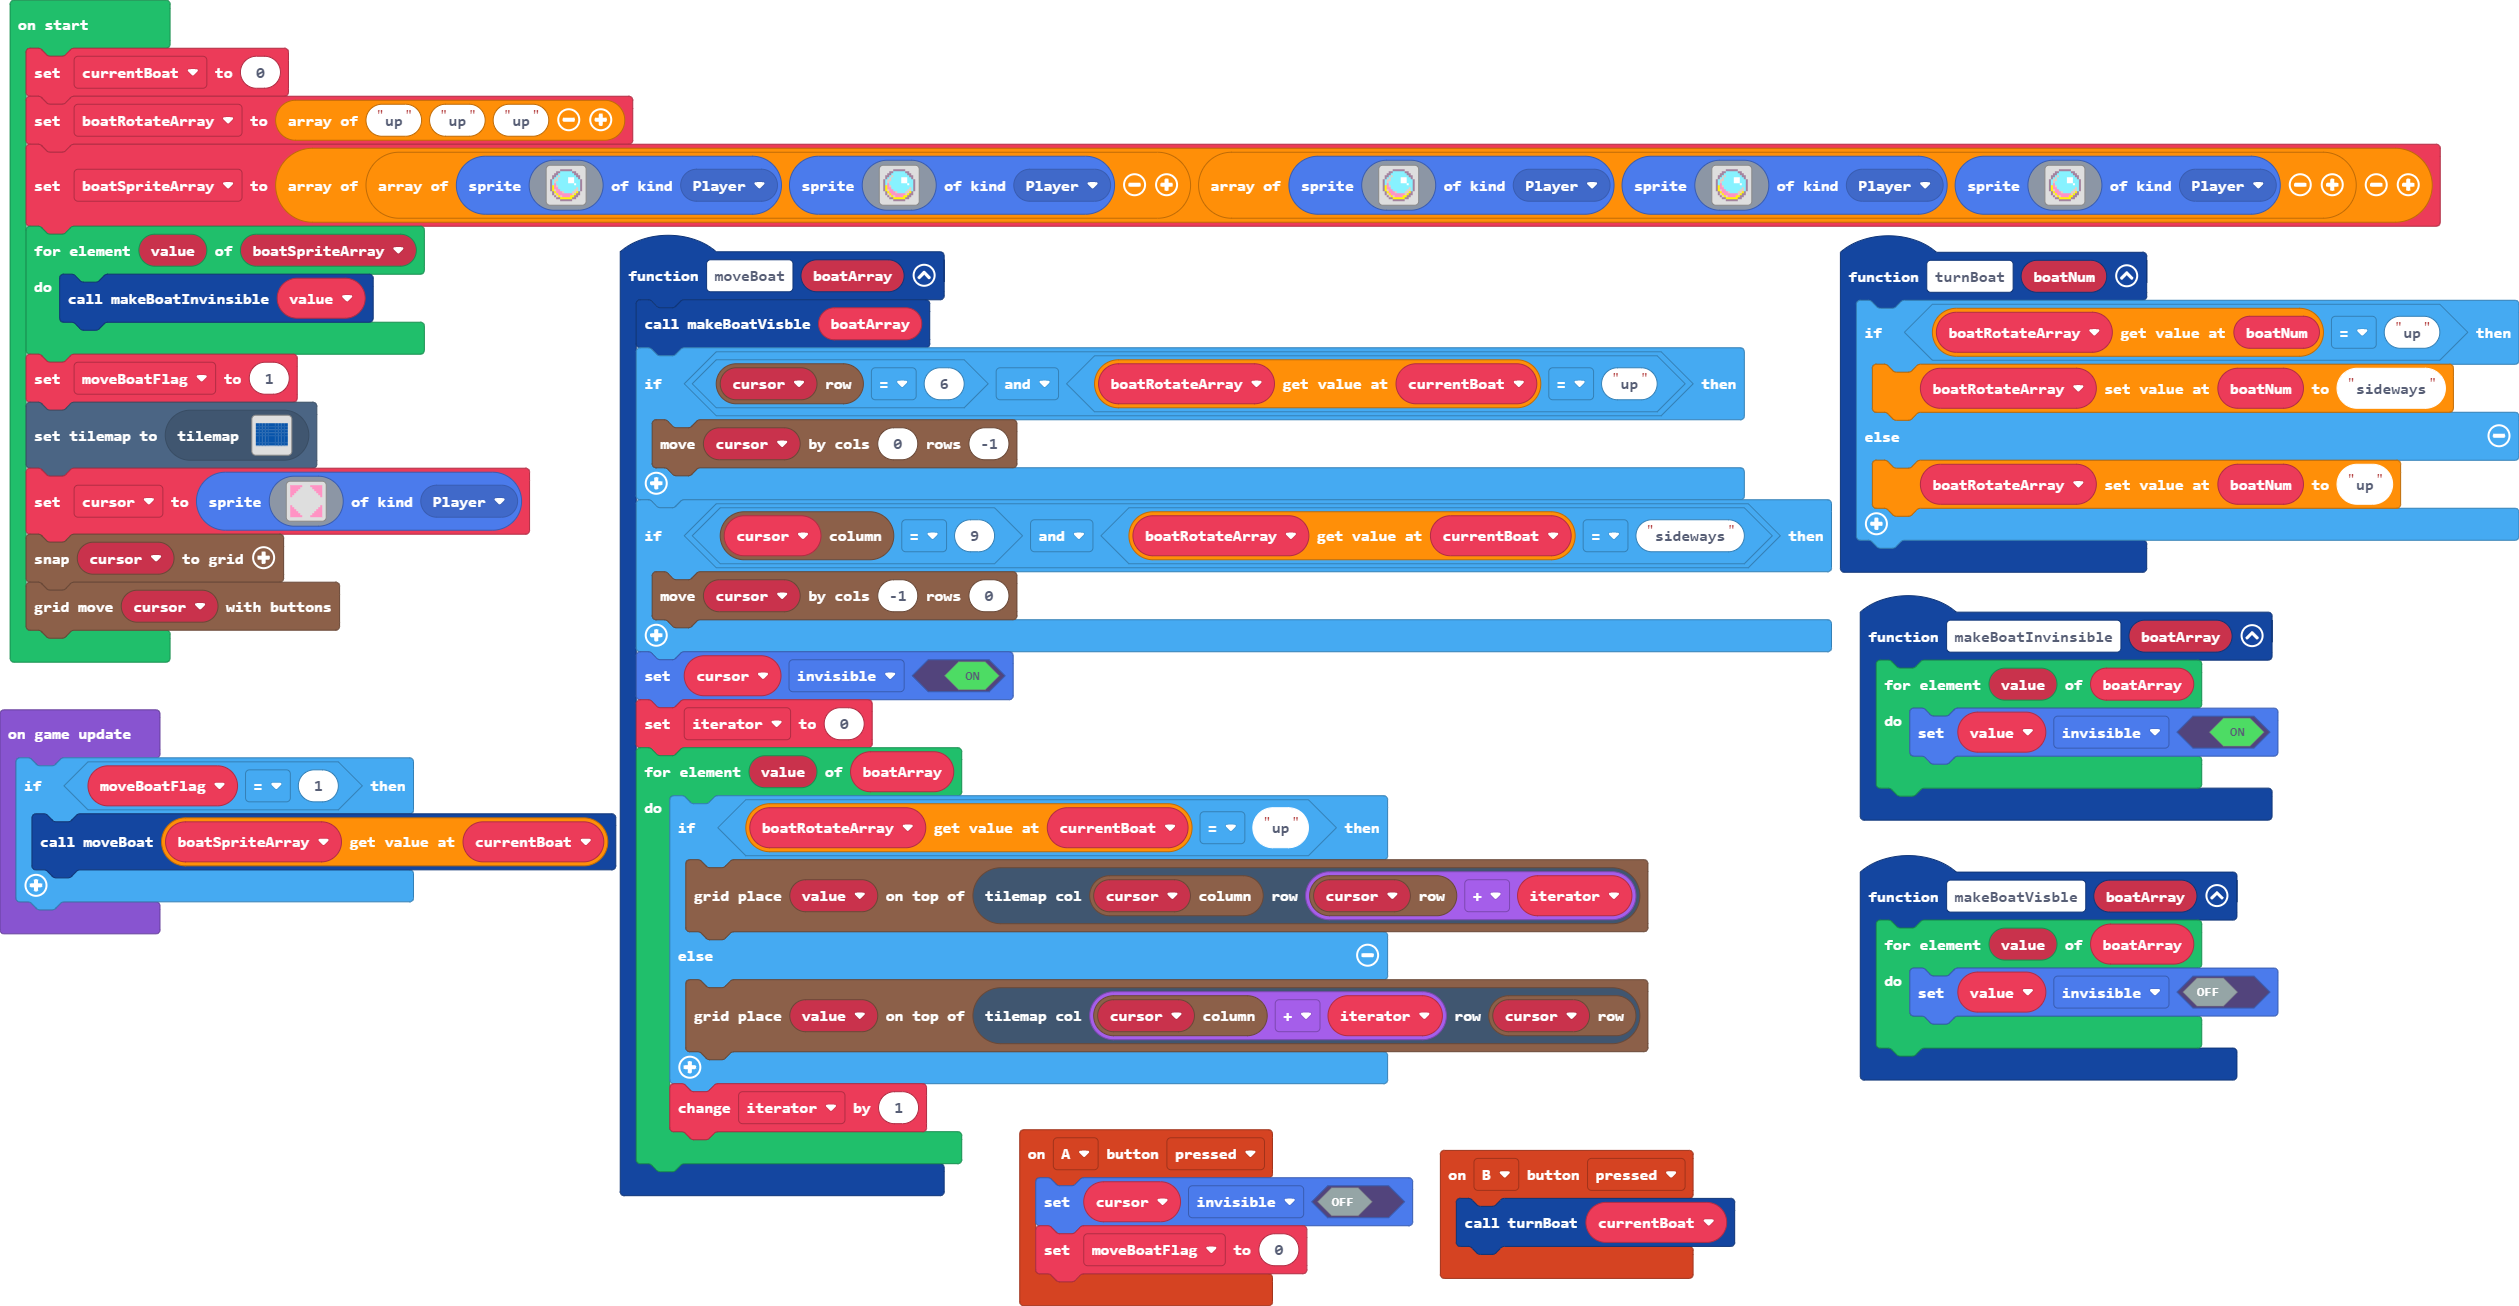 on start
set currentBoat to 0
set boatRotateArray to array of "up" "up" "up"
set boatSpriteArray to array of array of sprite of kind Player sprite of kind Player array of sprite of kind Player sprite of kind Player sprite of kind Player
for element value of boatSpriteArray
do call makeBoatInvinsible value
set moveBoatFlag to 1
set tilemap to tilemap
set cursor to sprite of kind Player
snap cursor to grid
grid move cursor with buttons
on game update
if moveBoatFlag = 1 then
call moveBoat boatSpriteArray get value at currentBoat
function moveBoat boatArray
call makeBoatVisble boatArray
if cursor row = 6 and boatRotateArray get value at currentBoat = "up" then
move cursor by cols 0 rows -1
if cursor column = 9 and boatRotateArray get value at currentBoat = "sideways" then
move cursor by cols -1 rows 0
set cursor invisible ON
set iterator to 0
for element value of boatArray
do
if boatRotateArray get value at currentBoat = "up" then
grid place value on top of tilemap col cursor column row cursor row + iterator
else
grid place value on top of tilemap col cursor column + iterator row cursor row
change iterator by 1
on A button pressed
set cursor invisible OFF
set moveBoatFlag to 0
on B button pressed
call turnBoat currentBoat
function turnBoat boatNum
if boatRotateArray get value at boatNum = "up" then
boatRotateArray set value at boatNum to "sideways"
else
boatRotateArray set value at boatNum to "up"
function makeBoatInvinsible boatArray
for element value of boatArray
do set value invisible ON
function makeBoatVisble boatArray
for element value of boatArray
do set value invisible OFF